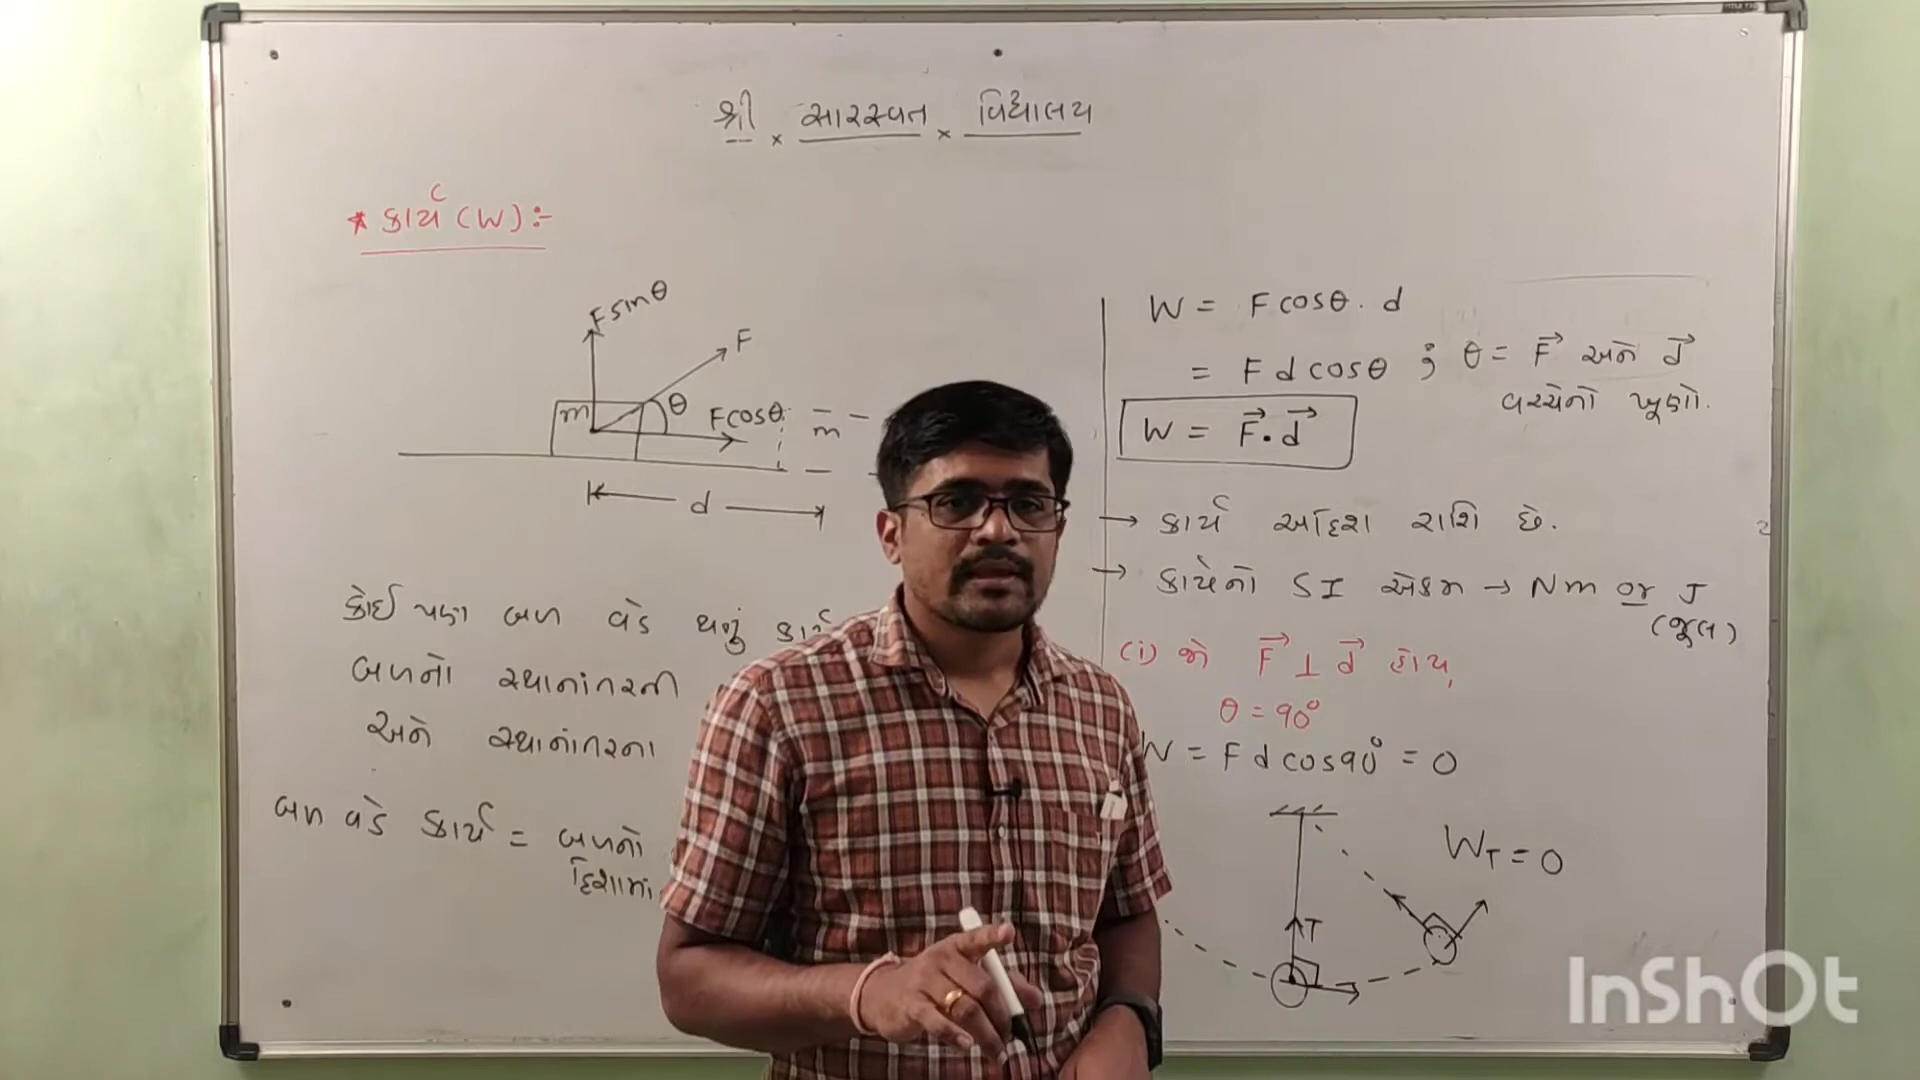 શ્રી × સારસ્વત × વિદ્યાલય
* કાર્ય (W) :-
F sinθ
F
m
θ
Fcosθ
m
d
કોઈ પણ બળ વડે થતું કાર્ય
બળનો સ્થાનાંતરની
અને સ્થાનાંતરના
બળ વડે કાર્ય = બળનો
દિશામાં
W = F cosθ . d
= F d cosθ ; θ = F⃗ અને d⃗
વચ્ચેનો ખૂણો.
W = F⃗ . d⃗
→ કાર્ય અદિશ રાશિ છે.
→ કાર્યનો SI એકમ → Nm or J
(જૂલ)
(i) જો F⃗ ⊥ d⃗ હોય,
θ = 90°
W = F d cos90° = 0
W_T = 0
T
InShOt